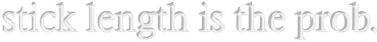 stick length is the prob.